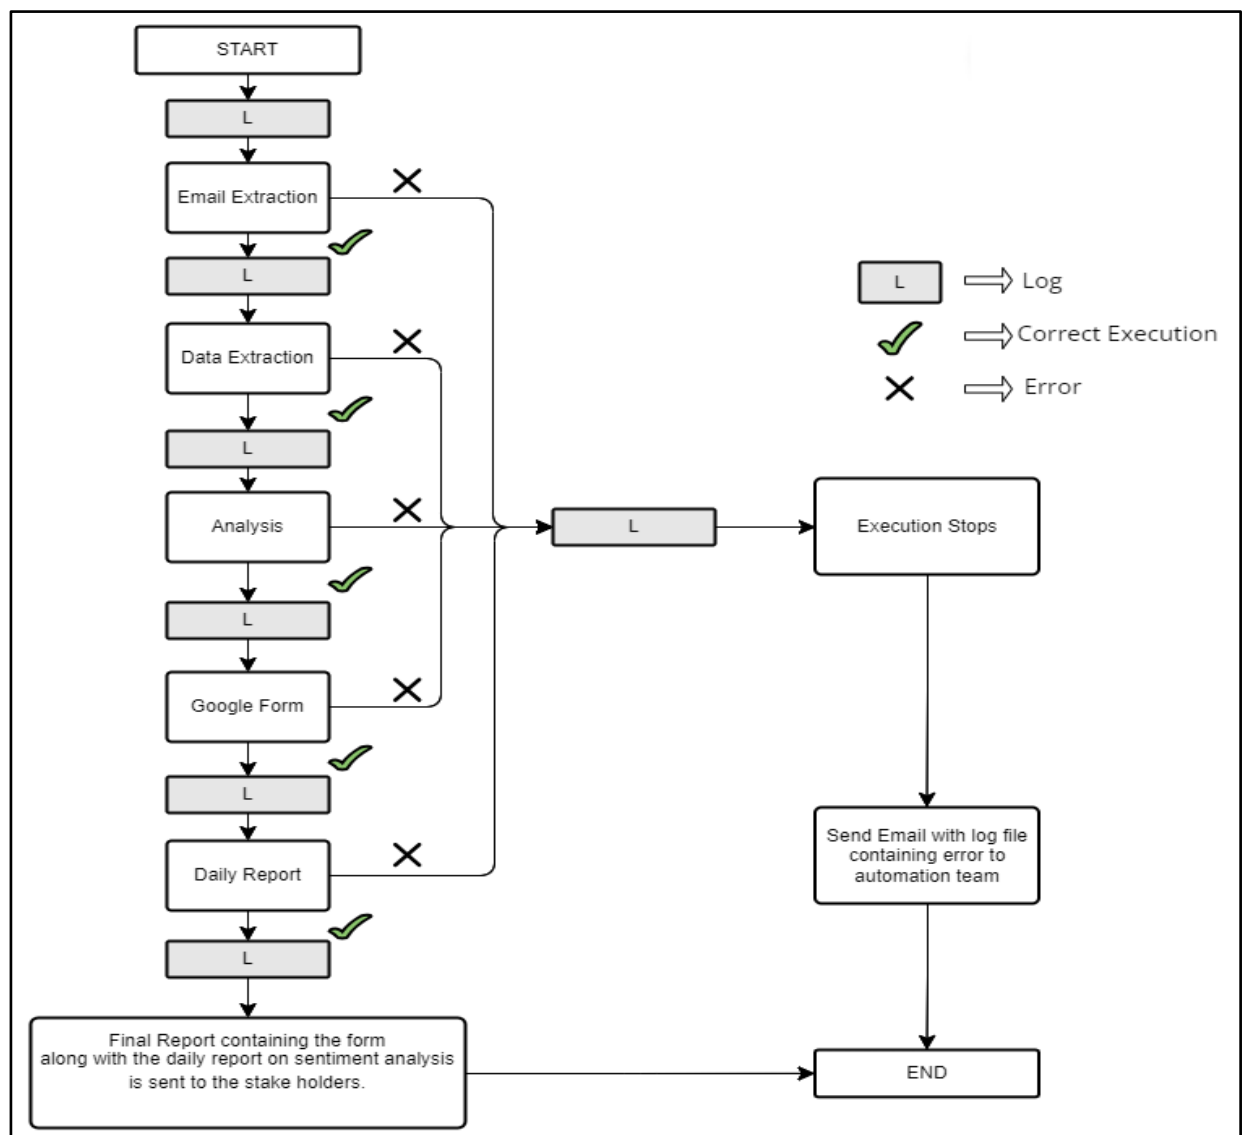 START
L
Email Extraction
L
Data Extraction
L
Analysis
L
Google Form
L
Daily Report
L
Final Report containing the form
along with the daily report on sentiment analysis
is sent to the stake holders.
L
Execution Stops
Send Email with log file
containing error to
automation team
END
L Log
Correct Execution
Error